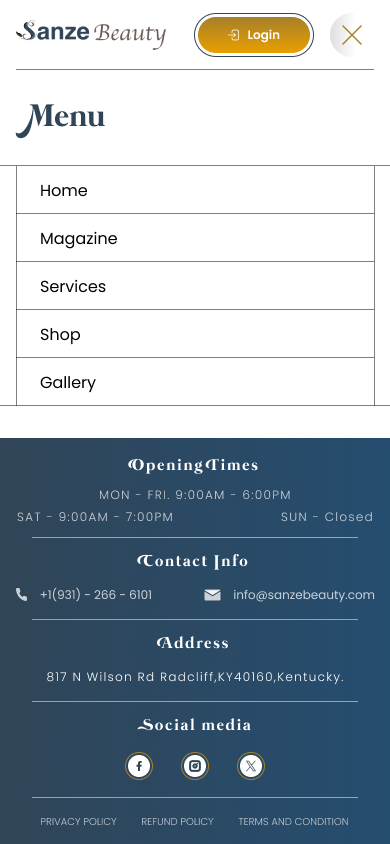 Sanze Beauty
Login
Menu
Home
Magazine
Services
Shop
Gallery
Opening Times
MON - FRI. 9:00AM - 6:00PM
SAT - 9:00AM - 7:00PM
SUN - Closed
Contact Info
+1(931) - 266 - 6101
info@sanzebeauty.com
Address
817 N Wilson Rd Radcliff,KY40160,Kentucky.
Social media
PRIVACY POLICY
REFUND POLICY
TERMS AND CONDITION